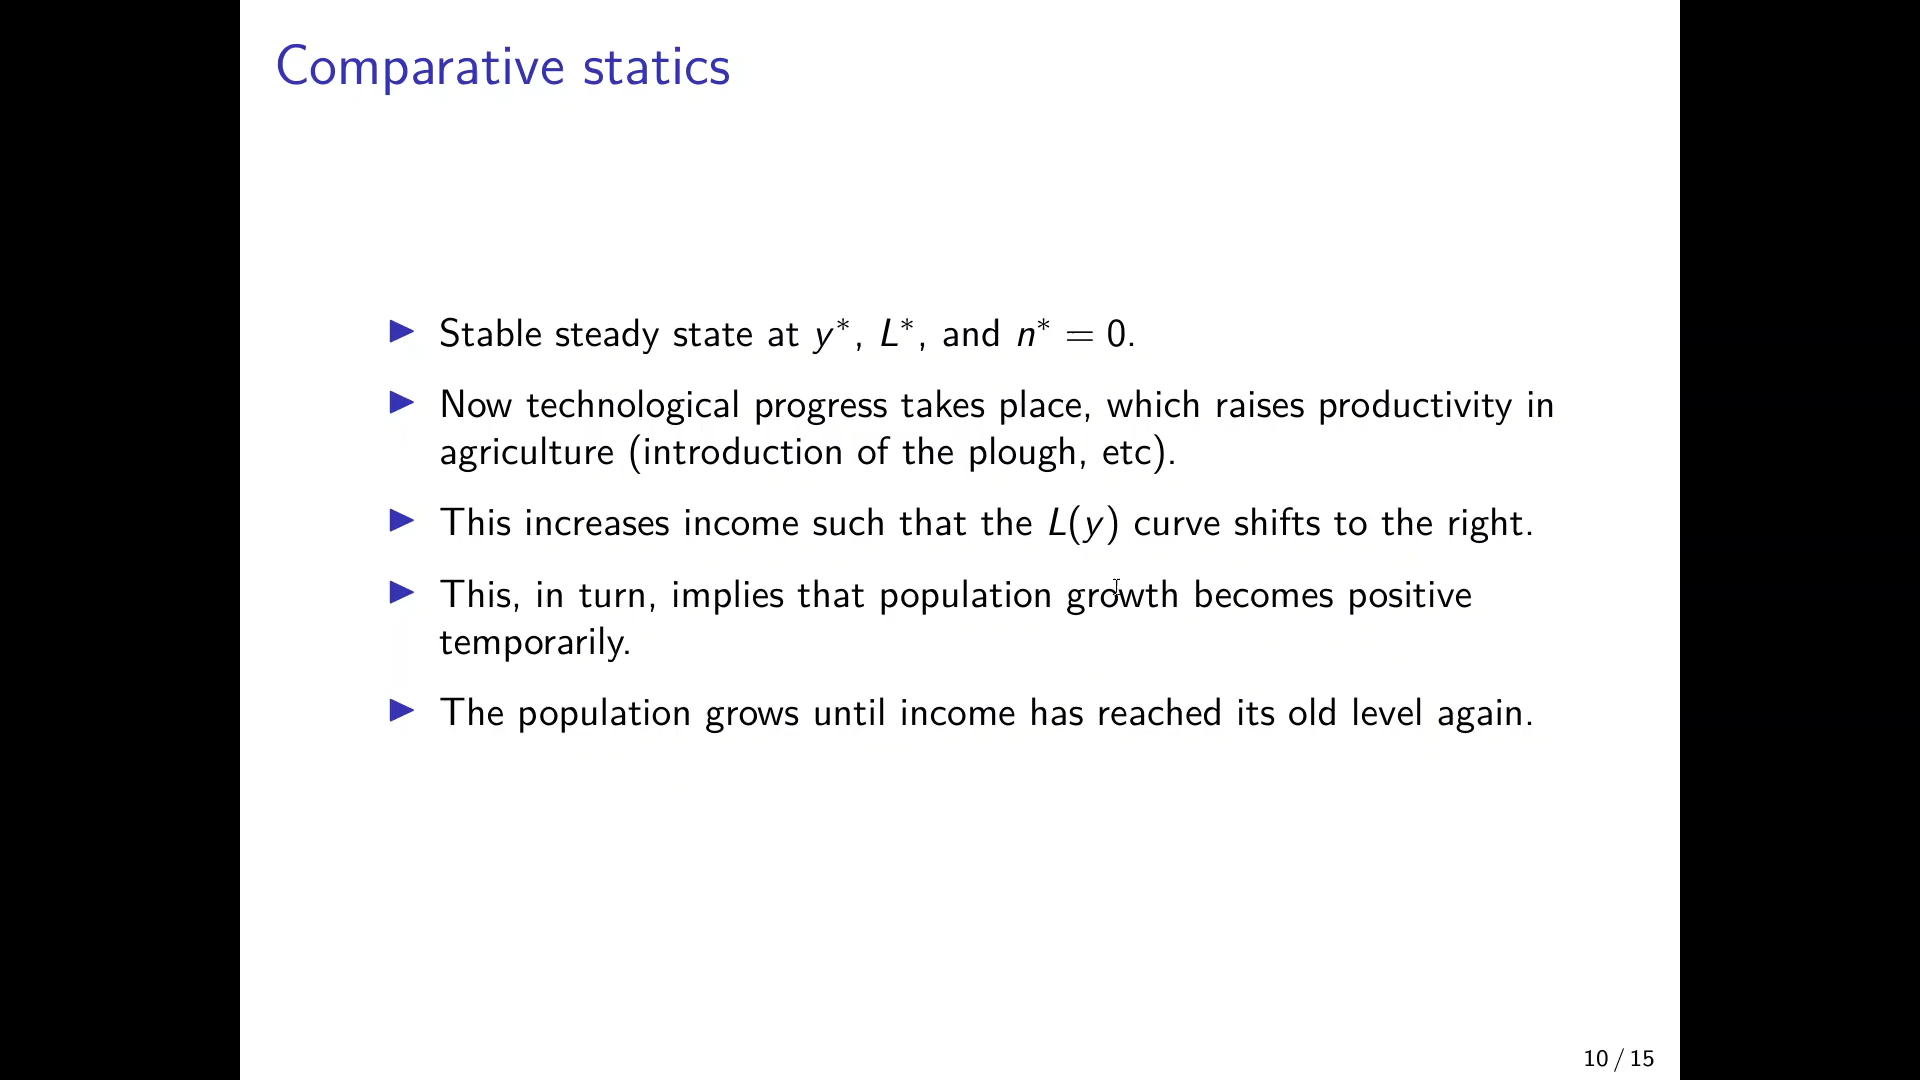 Comparative statics
▶ Stable steady state at y*, L*, and n* = 0.
▶ Now technological progress takes place, which raises productivity in
agriculture (introduction of the plough, etc).
▶ This increases income such that the L(y) curve shifts to the right.
▶ This, in turn, implies that population growth becomes positive
temporarily.
▶ The population grows until income has reached its old level again.
10 / 15